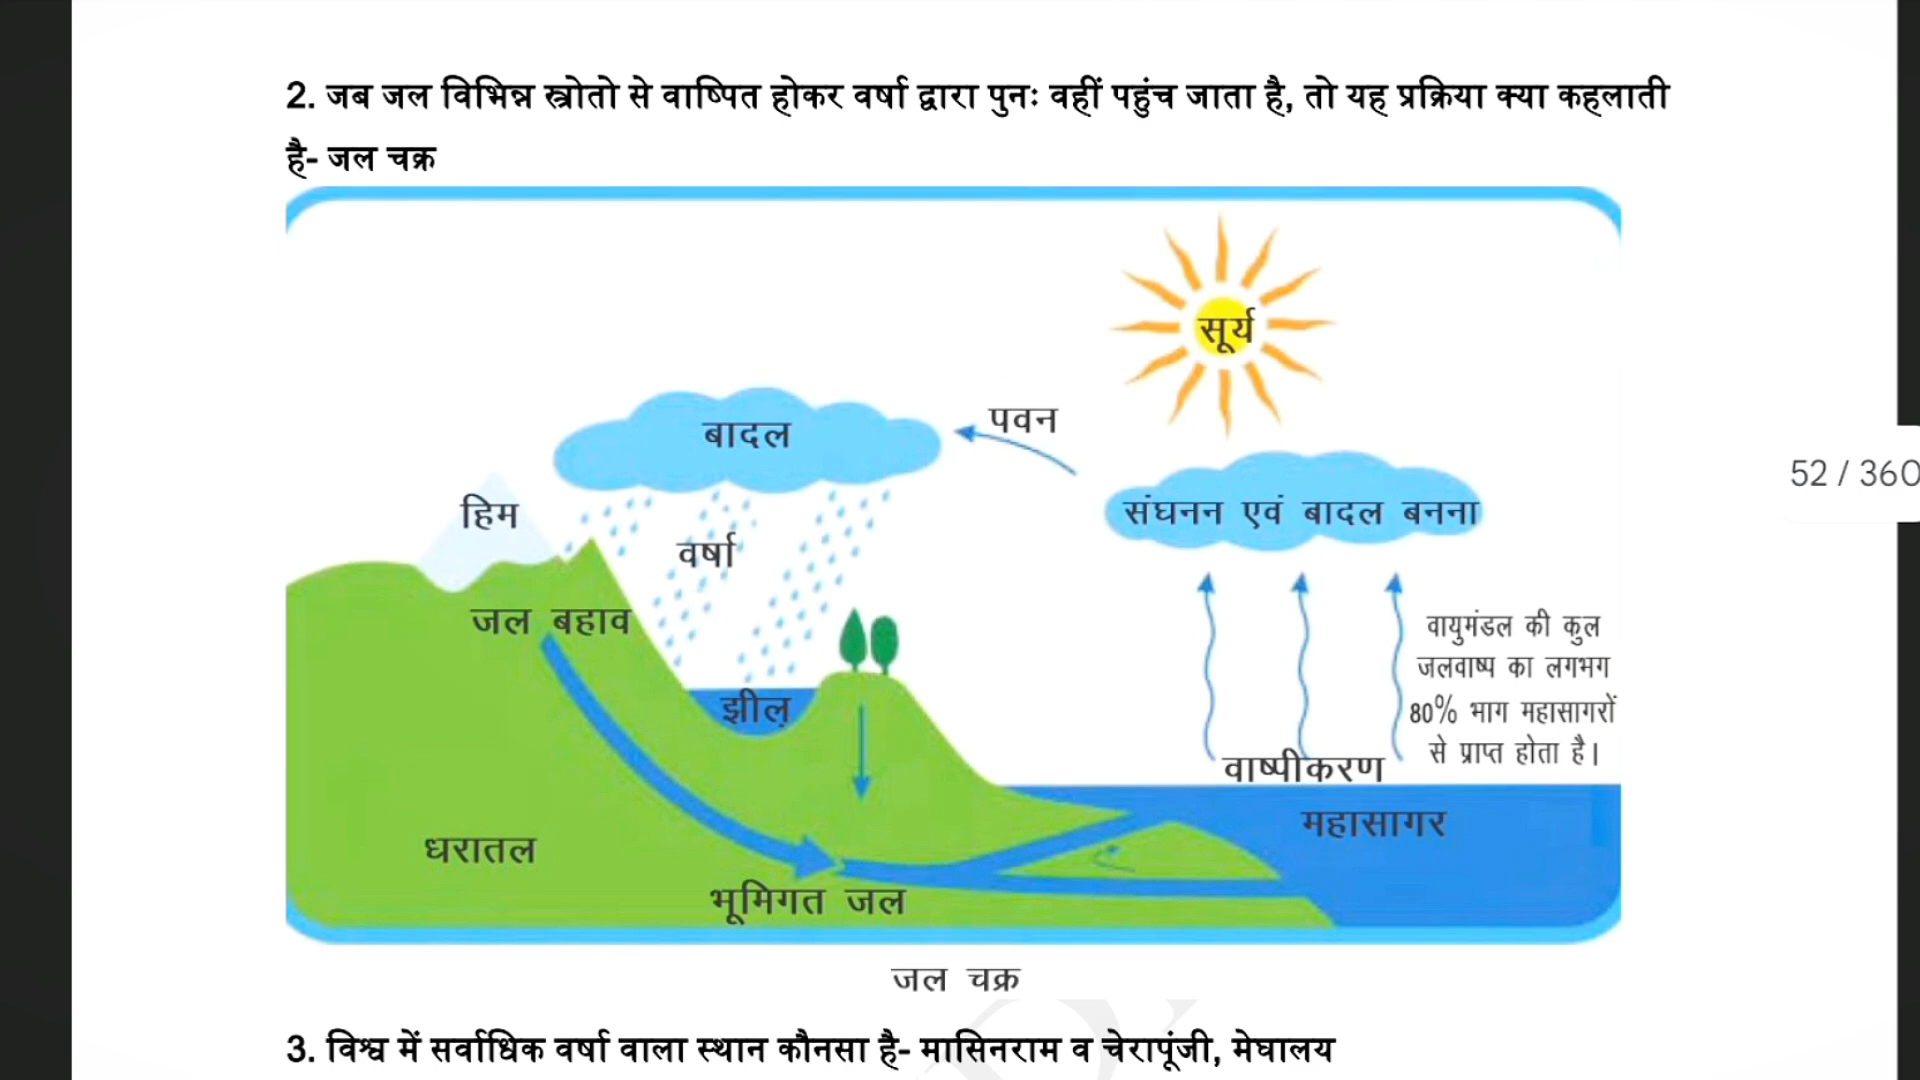 2. जब जल विभिन्न स्त्रोतो से वाष्पित होकर वर्षा द्वारा पुनः वहीं पहुंच जाता है, तो यह प्रक्रिया क्या कहलाती
है- जल चक्र
सूर्य
पवन
बादल
हिम
संघनन एवं बादल बनना
वर्षा
जल बहाव
वायुमंडल की कुल
जलवाष्प का लगभग
80% भाग महासागरों
से प्राप्त होता है।
झील
वाष्पीकरण
महासागर
धरातल
भूमिगत जल
जल चक्र
3. विश्व में सर्वाधिक वर्षा वाला स्थान कौनसा है- मासिनराम व चेरापूंजी, मेघालय
52 / 360